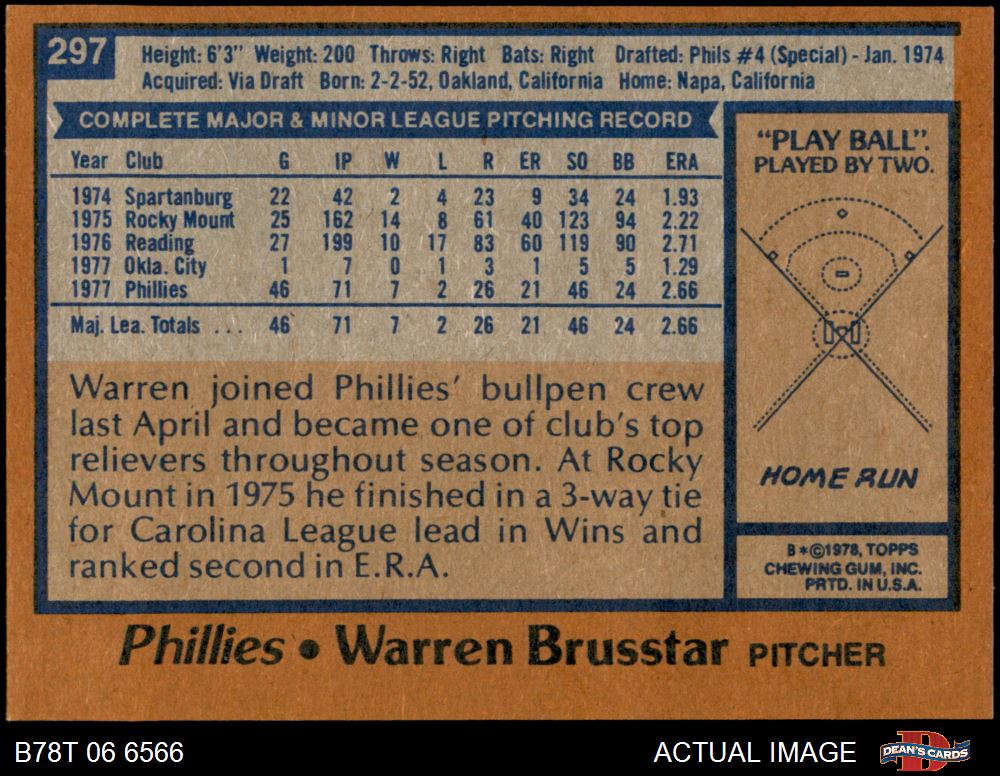 297
Height: 6'3" Weight: 200 Throws: Right Bats: Right Drafted: Phils #4 (Special) - Jan. 1974
Acquired: Via Draft Born: 2-2-52, Oakland, California Home: Napa, California
COMPLETE MAJOR & MINOR LEAGUE PITCHING RECORD
Year Club G IP W L R ER SO BB ERA
1974 Spartanburg 22 42 2 4 23 9 34 24 1.93
1975 Rocky Mount 25 162 14 8 61 40 123 94 2.22
1976 Reading 27 199 10 17 83 60 119 90 2.71
1977 Okla. City 1 7 0 1 3 1 5 5 1.29
1977 Phillies 46 71 7 2 26 21 46 24 2.66
Maj. Lea. Totals ... 46 71 7 2 26 21 46 24 2.66
Warren joined Phillies' bullpen crew
last April and became one of club's top
relievers throughout season. At Rocky
Mount in 1975 he finished in a 3-way tie
for Carolina League lead in Wins and
ranked second in E.R.A.
"PLAY BALL".
PLAYED BY TWO.
HOME RUN
B*©1978, TOPPS
CHEWING GUM, INC.
PRTD. IN U.S.A.
Phillies • Warren Brusstar PITCHER
B78T 06 6566
ACTUAL IMAGE
D
DEAN'S CARDS